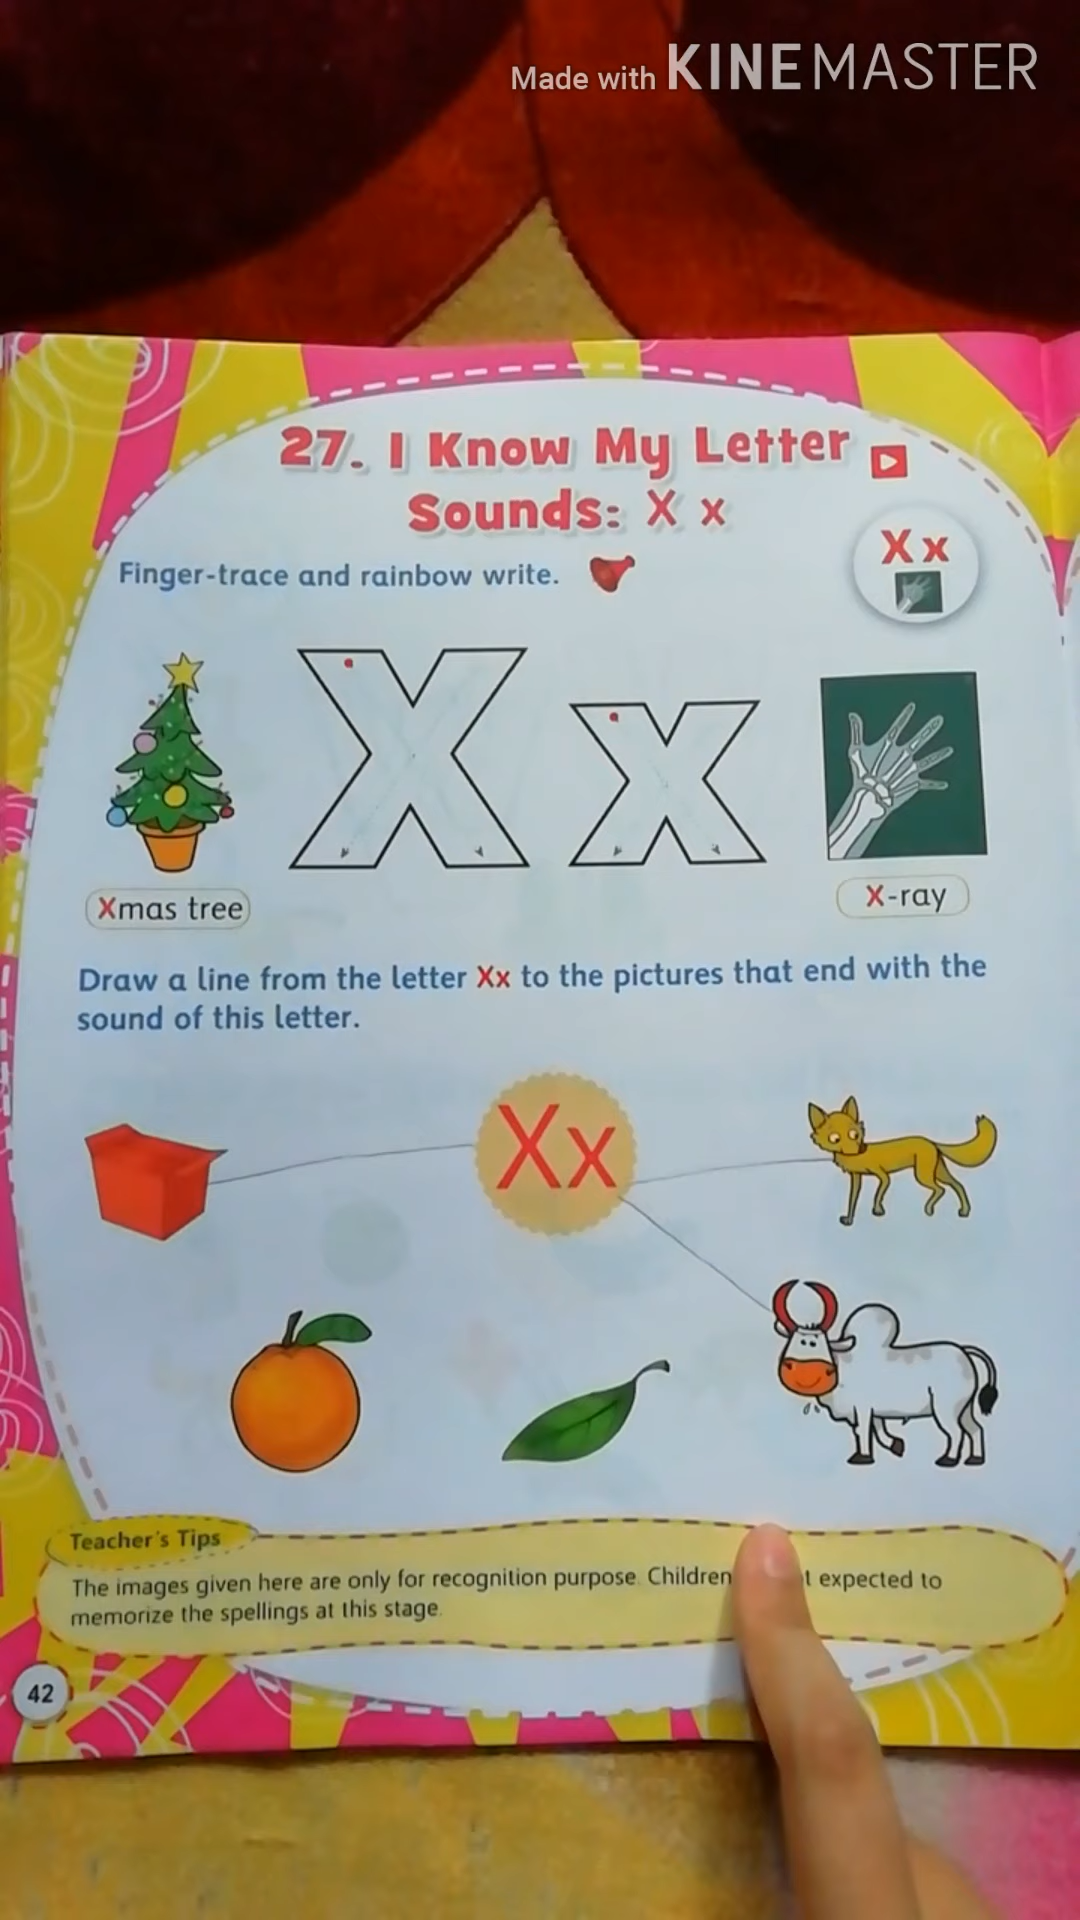 Made with KINEMASTER
27. I Know My Letter
Sounds: X x
Finger-trace and rainbow write.
X x
X x
Xmas tree
X-ray
Draw a line from the letter Xx to the pictures that end with the
sound of this letter.
Xx
Teacher's Tips
The images given here are only for recognition purpose. Children t expected to
memorize the spellings at this stage.
42